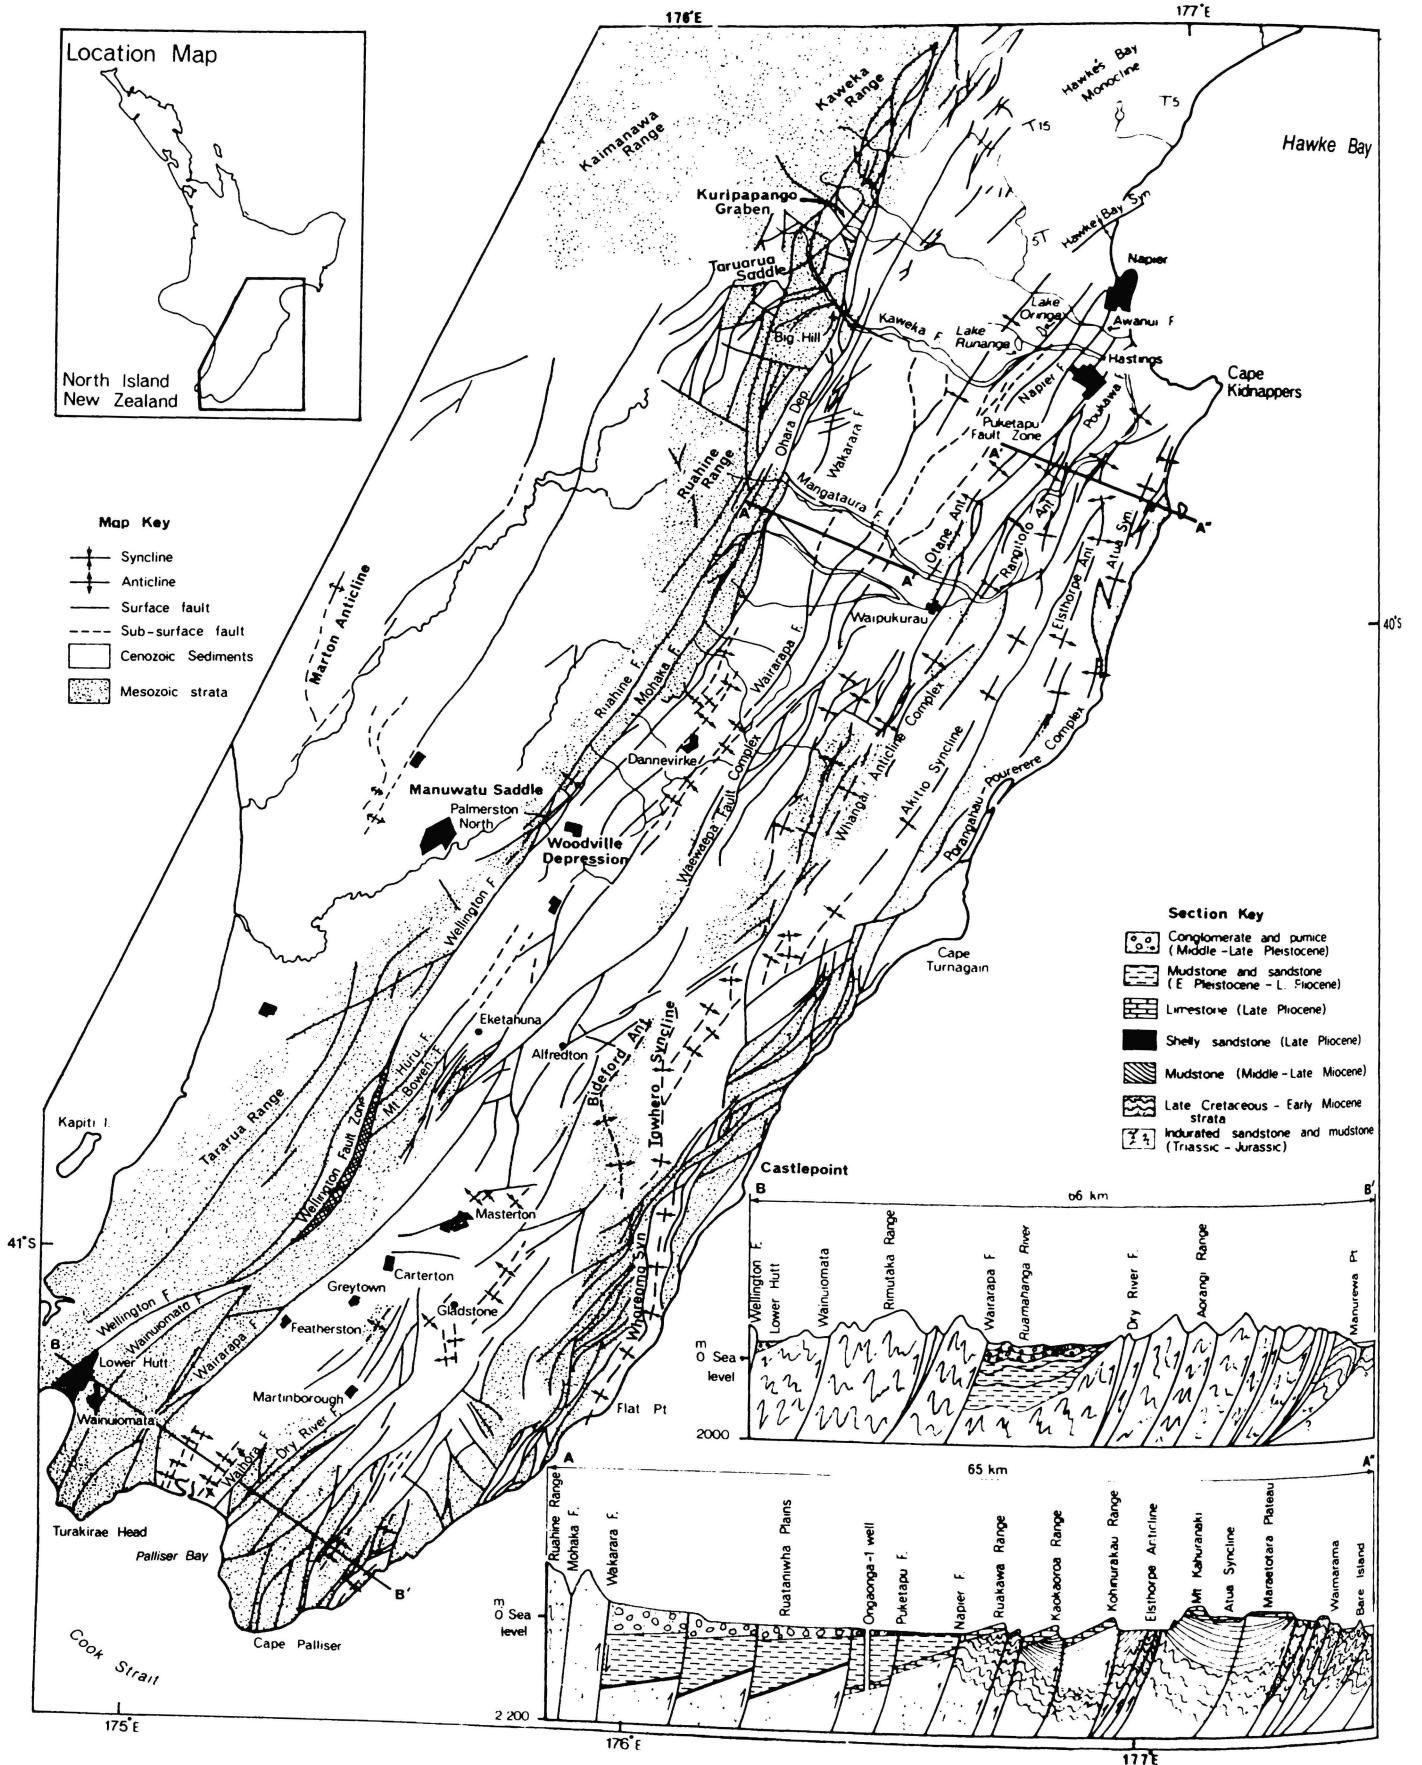 Location Map
North Island
New Zealand
176°E
177°E
Kaimanawa
Range
Kaweka
Range
Hawke's Bay
Monocline
T5
T15
5T
Hawke Bay
Kuripapango
Graben
Hawke Bay Syn
Taruarua
Saddle
Napier
Lake
Oringa
Awanui F
Kaweka F
Lake
Runanga
Big Hill
Hastings
Cape
Kidnappers
Napier F
Poukawa F
Ohara Dep.
Wakarara F
Puketapu
Fault Zone
A'
Ruahine
Range
Mangataura F
A
A'
A"
Otane Ant
Rangitoto Ant
Elsthorpe Ant
Atua Syn
Map Key
Syncline
Anticline
Surface fault
Sub-surface fault
Cenozoic Sediments
Mesozoic strata
Marton Anticline
Waipukurau
40°S
Ruahine F.
Mohaka F.
Wairarapa F.
Dannevirke
Waewaepa Fault Complex
Whangai Anticline Complex
Akitio Syncline
Porangahau - Pourerere Complex
Manuwatu Saddle
Palmerston
North
Woodville
Depression
Wellington F
Cape
Turnagain
Section Key
Conglomerate and pumice
(Middle - Late Pleistocene)
Mudstone and sandstone
(E. Pleistocene - L. Pliocene)
Limestone (Late Pliocene)
Shelly sandstone (Late Pliocene)
Mudstone (Middle-Late Miocene)
Late Cretaceous - Early Miocene
strata
Indurated sandstone and mudstone
(Triassic - Jurassic)
Eketahuna
Alfredton
Bideford Ant
Towhero Syncline
Huru F.
Mt Bowen F.
Kapiti I.
Tararua Range
Wellington Fault Zone
Castlepoint
Masterton
41°S
Whareama Syn
Carterton
Greytown
Gladstone
Featherston
Wellington F
Wainuiomata F
Wairarapa F
B
Lower Hutt
Martinborough
Flat Pt
Wainuiomata
Dry River F
Waihora F
Turakirae Head
Palliser Bay
B'
Cape Palliser
Cook Strait
175°E
176°E
177°E
B
66 km
B'
Wellington F.
Lower Hutt
Wainuiomata
Rimutaka Range
Wairarapa F
Ruamahanga River
Dry River F.
Aorangi Range
Manurewa Pt
m
0 Sea
level
2000
A
65 km
A"
Ruahine Range
Mohaka F.
Wakarara F.
Ruataniwha Plains
Ongaonga-1 well
Puketapu F.
Napier F
Raukawa Range
Kaokaoroa Range
Kohinurakau Range
Elsthorpe Anticline
Mt Kahuranaki
Atua Syncline
Maraetotara Plateau
Waimarama
Bare Island
m
0 Sea
level
2 200